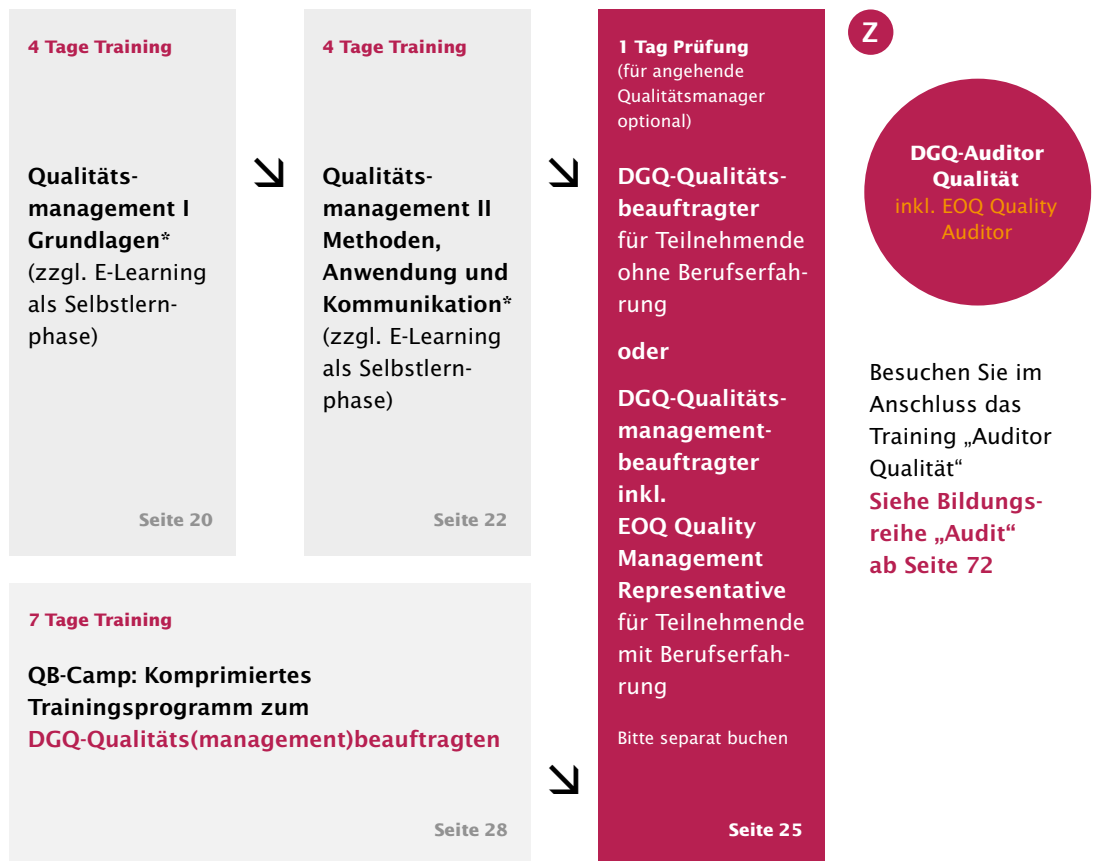 4 Tage Training
Qualitäts-
management I
Grundlagen*
(zzgl. E-Learning
als Selbstlern-
phase)
Seite 20
4 Tage Training
Qualitäts-
management II
Methoden,
Anwendung und
Kommunikation*
(zzgl. E-Learning
als Selbstlern-
phase)
Seite 22
7 Tage Training
QB-Camp: Komprimiertes
Trainingsprogramm zum
DGQ-Qualitäts(management)beauftragten
Seite 28
1 Tag Prüfung
(für angehende
Qualitätsmanager
optional)
DGQ-Qualitäts-
beauftragter
für Teilnehmende
ohne Berufserfah-
rung
oder
DGQ-Qualitäts-
management-
beauftragter
inkl.
EOQ Quality
Management
Representative
für Teilnehmende
mit Berufserfah-
rung
Bitte separat buchen
Seite 25
Z
DGQ-Auditor
Qualität
inkl. EOQ Quality
Auditor
Besuchen Sie im
Anschluss das
Training „Auditor
Qualität“
Siehe Bildungs-
reihe „Audit“
ab Seite 72